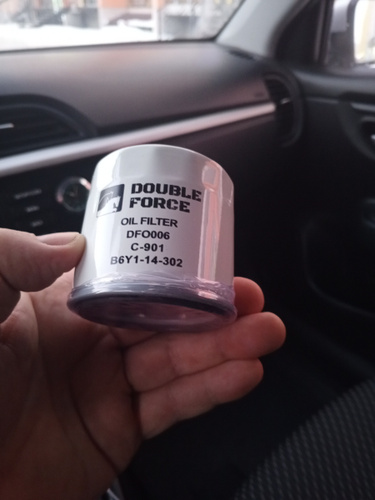 DOUBLE
FORCE
OIL FILTER
DFO006
C-901
B6Y1-14-302